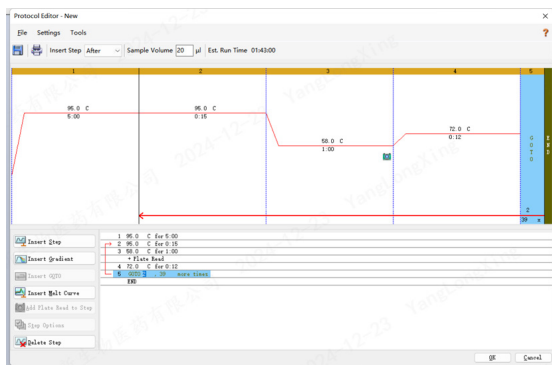 Protocol Editor - New
File Settings Tools ?
Insert Step After Sample Volume 20 µl Est. Run Time 01:43:00
1 2 3 4 5
95.0 C 95.0 C
5:00 0:15
58.0 C
1:00
72.0 C
0:12
G
O
T
O
E
N
D
2
39 x
Insert Step
Insert Gradient
Insert GOTO
Insert Melt Curve
Add Plate Read to Step
Step Options
Delete Step
1 95.0 C for 5:00
2 95.0 C for 0:15
3 58.0 C for 1:00
+ Plate Read
4 72.0 C for 0:12
5 GOTO 2 , 39 more times
END
OK Cancel
YangLongXing
2024-12-23